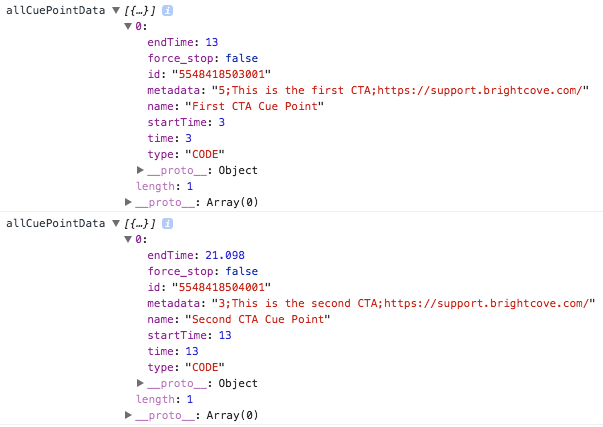 allCuePointData ▼ [{…}] i
▼ 0:
endTime: 13
force_stop: false
id: "5548418503001"
metadata: "5;This is the first CTA;https://support.brightcove.com/"
name: "First CTA Cue Point"
startTime: 3
time: 3
type: "CODE"
▶ __proto__: Object
length: 1
▶ __proto__: Array(0)
allCuePointData ▼ [{…}] i
▼ 0:
endTime: 21.098
force_stop: false
id: "5548418504001"
metadata: "3;This is the second CTA;https://support.brightcove.com/"
name: "Second CTA Cue Point"
startTime: 13
time: 13
type: "CODE"
▶ __proto__: Object
length: 1
▶ __proto__: Array(0)